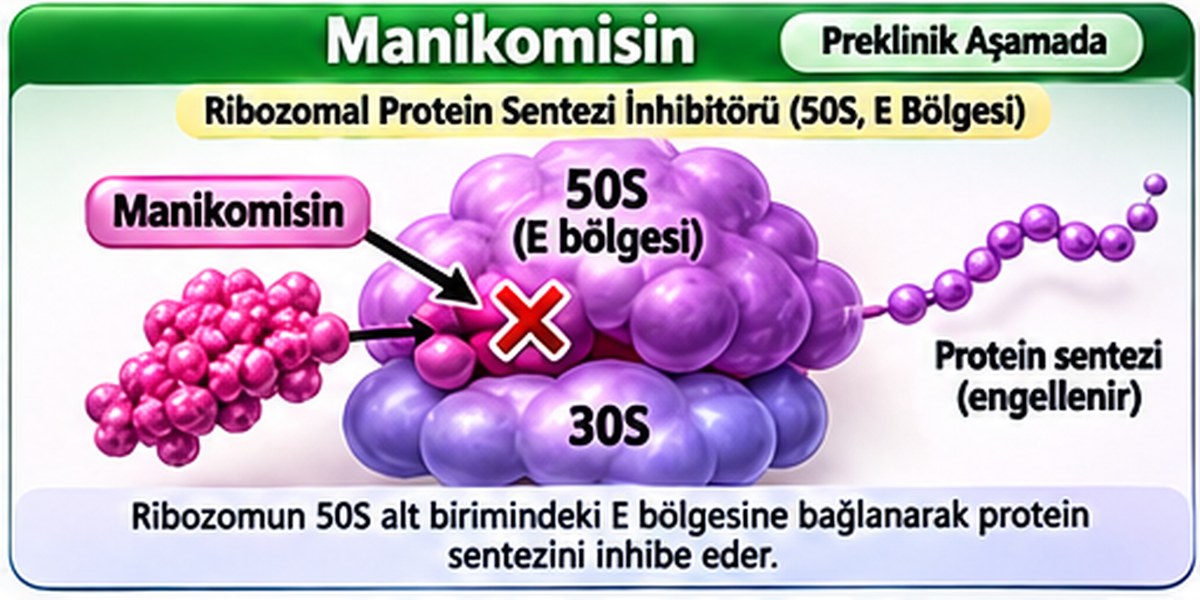 Manikomisin
Preklinik Aşamada
Ribozomal Protein Sentezi İnhibitörü (50S, E Bölgesi)
Manikomisin
50S
(E bölgesi)
Protein sentezi
(engellenir)
30S
Ribozomun 50S alt birimindeki E bölgesine bağlanarak protein
sentezini inhibe eder.